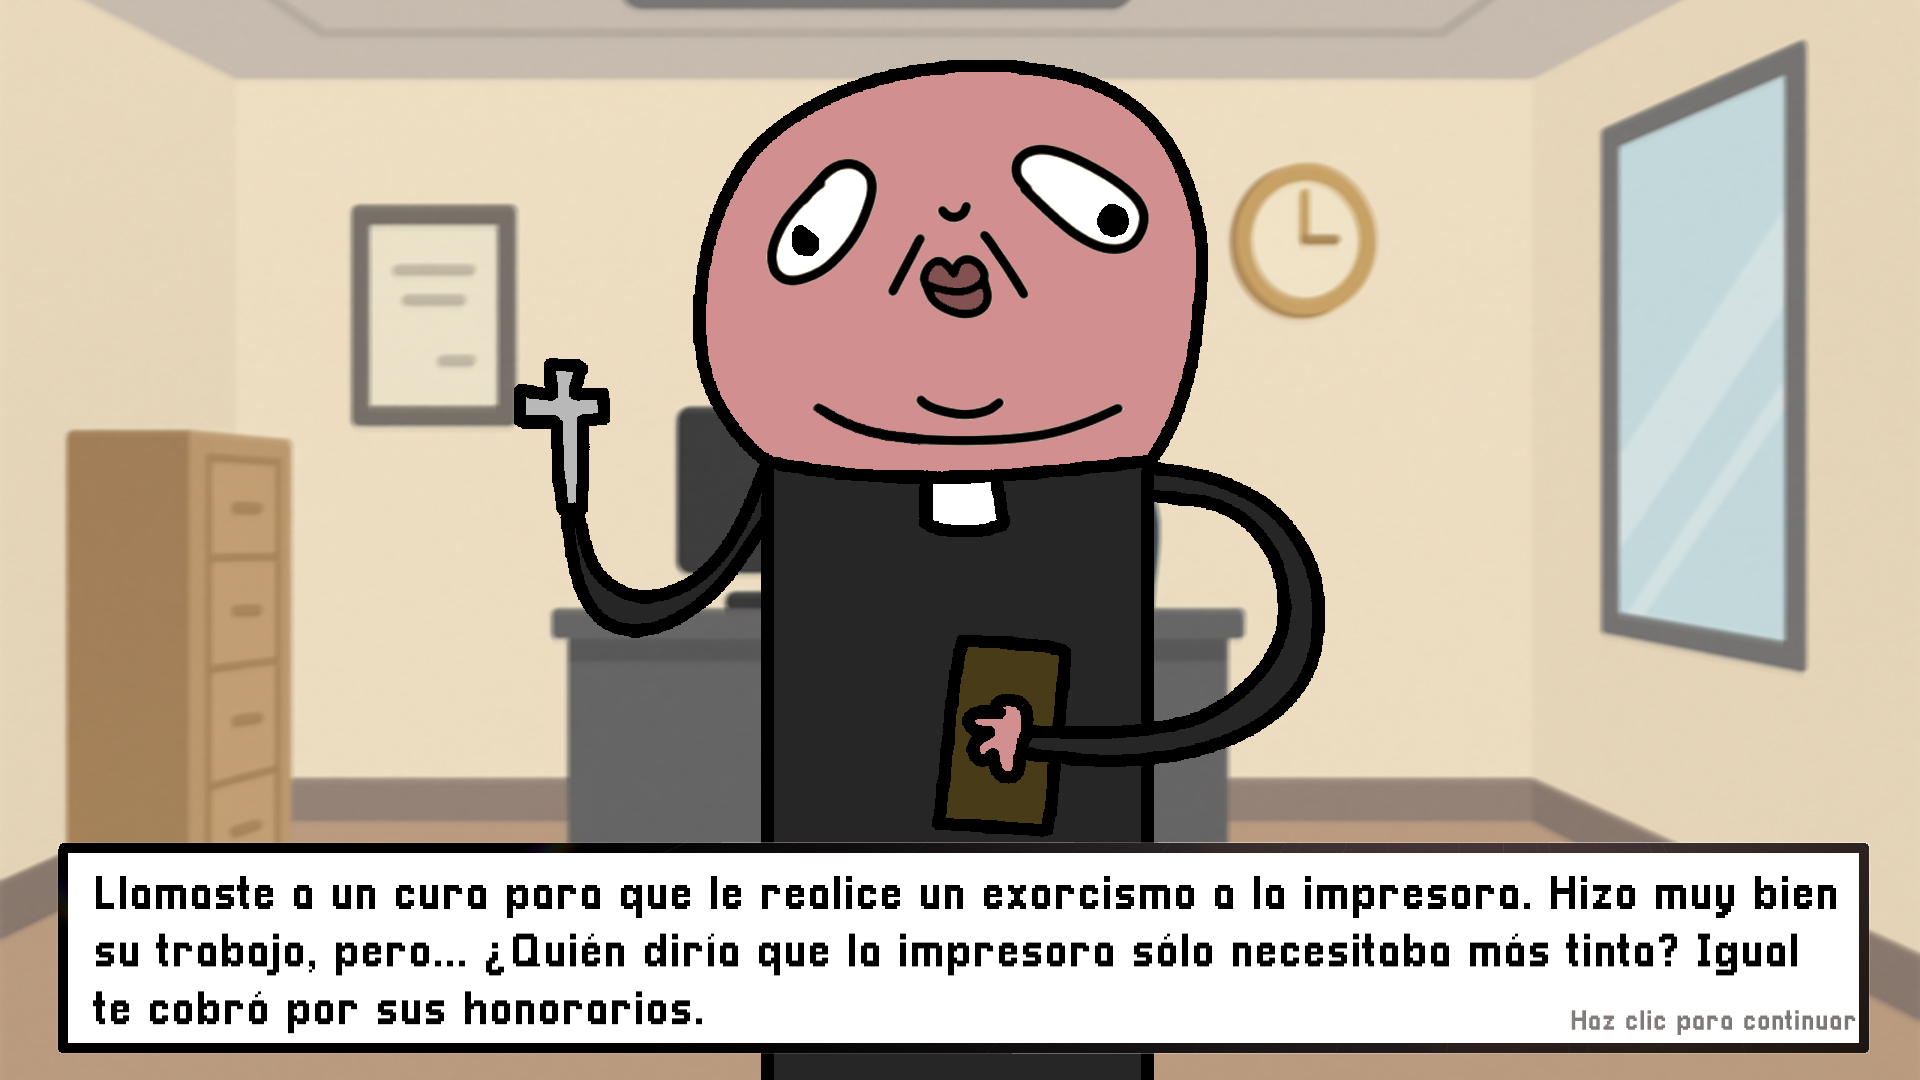 Llamaste a un cura para que le realice un exorcismo a la impresora. Hizo muy bien
su trabajo, pero... ¿Quién diría que la impresora sólo necesitaba más tinta? Igual
te cobró por sus honorarios.
Haz clic para continuar